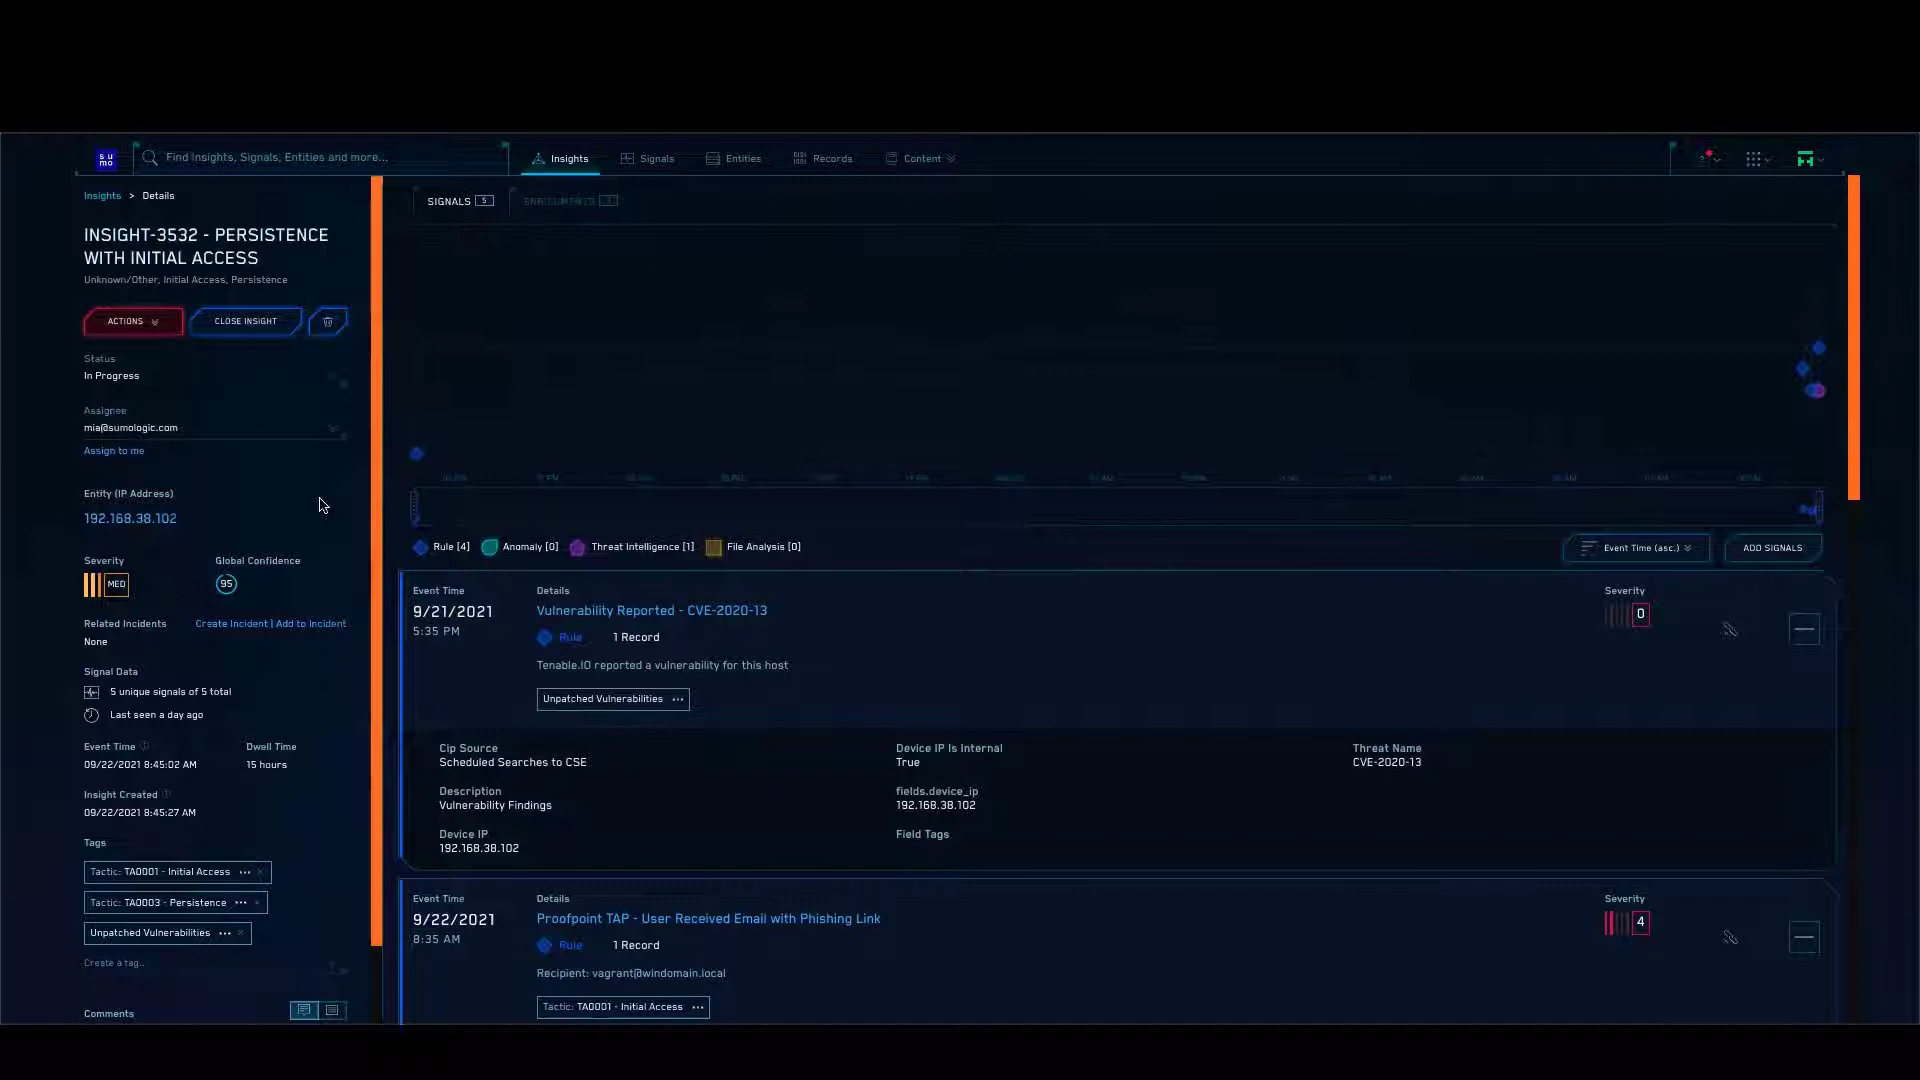 su
mo
Find Insights, Signals, Entities and more...
Insights
Signals
Entities
Records
Content
Insights > Details
INSIGHT-3532 - PERSISTENCE
WITH INITIAL ACCESS
Unknown/Other, Initial Access, Persistence
ACTIONS
CLOSE INSIGHT
Status
In Progress
Assignee
mia@sumologic.com
Assign to me
Entity (IP Address)
192.168.38.102
Severity
Global Confidence
MED
95
Related Incidents
Create Incident | Add to Incident
None
Signal Data
5 unique signals of 5 total
Last seen a day ago
Event Time
Dwell Time
09/22/2021 8:45:02 AM
15 hours
Insight Created
09/22/2021 8:45:27 AM
Tags
Tactic: TA0001 - Initial Access
Tactic: TA0003 - Persistence
Unpatched Vulnerabilities
Create a tag..
Comments
SIGNALS 5
ENRICHMENTS
Rule [4]
Anomaly [0]
Threat Intelligence [1]
File Analysis [0]
Event Time (asc.)
ADD SIGNALS
Event Time
Details
Severity
9/21/2021
Vulnerability Reported - CVE-2020-13
0
5:35 PM
Rule
1 Record
Tenable.IO reported a vulnerability for this host
Unpatched Vulnerabilities
Cip Source
Device IP Is Internal
Threat Name
Scheduled Searches to CSE
True
CVE-2020-13
Description
fields.device_ip
Vulnerability Findings
192.168.38.102
Device IP
Field Tags
192.168.38.102
Event Time
Details
Severity
9/22/2021
Proofpoint TAP - User Received Email with Phishing Link
4
8:35 AM
Rule
1 Record
Recipient: vagrant@windomain.local
Tactic: TA0001 - Initial Access